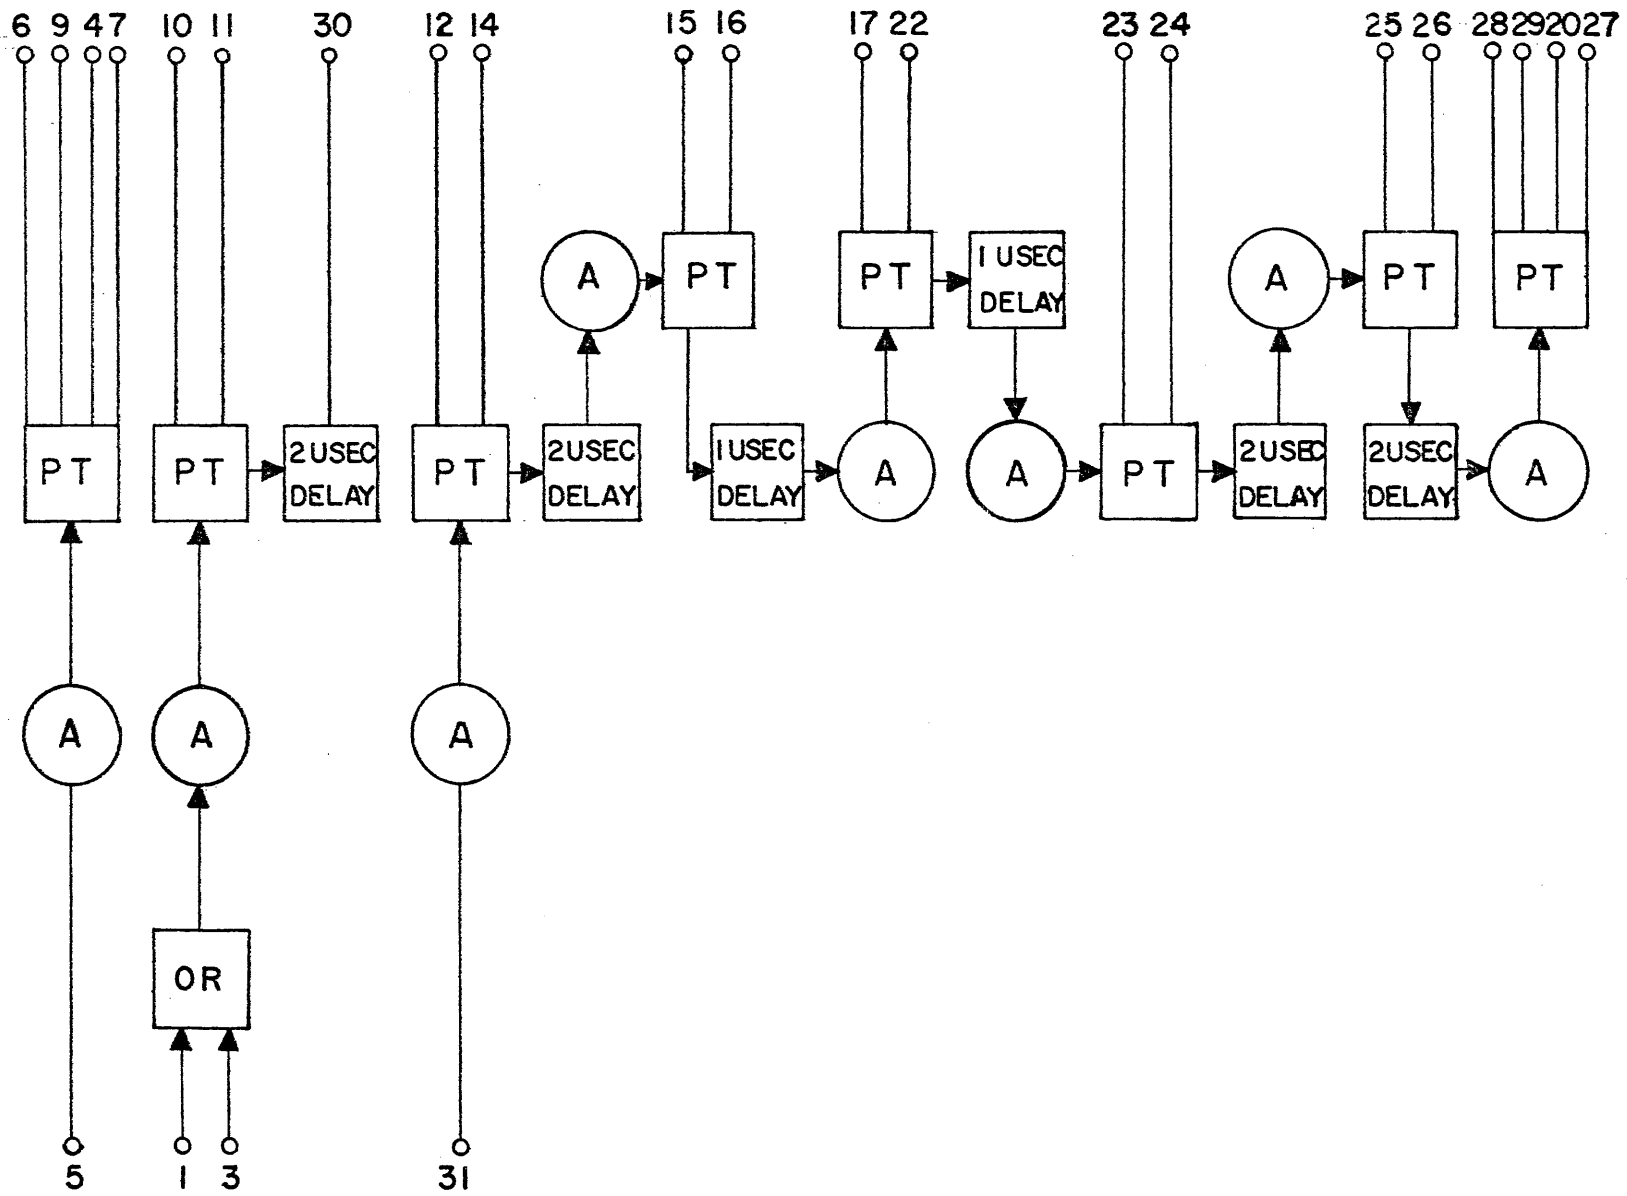 6 9 4 7 10 11 30 12 14 15 16 17 22 23 24 25 26 28 29 20 27
A PT PT 1 USEC A PT PT
DELAY
PT PT 2 USEC PT 2 USEC 1 USEC A A PT 2 USEC 2 USEC A
DELAY DELAY DELAY DELAY DELAY
A A A
OR
5 1 3 31